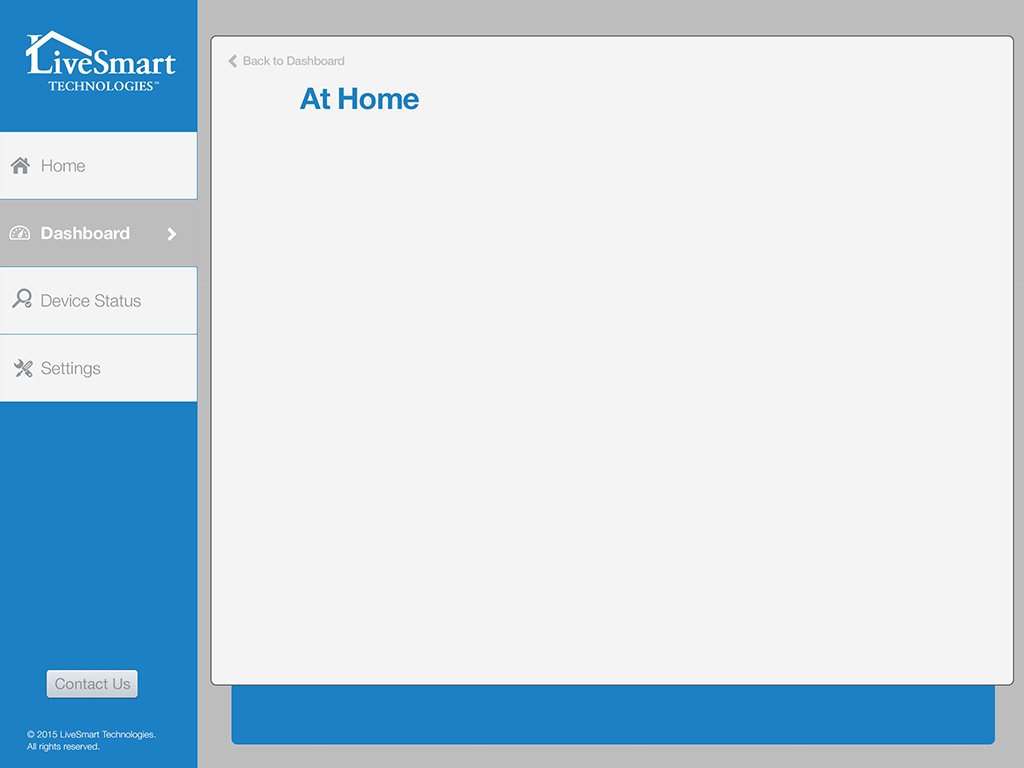 LiveSmart
TECHNOLOGIES™
Home
Dashboard
Device Status
Settings
Contact Us
© 2015 LiveSmart Technologies.
All rights reserved.
Back to Dashboard
At Home